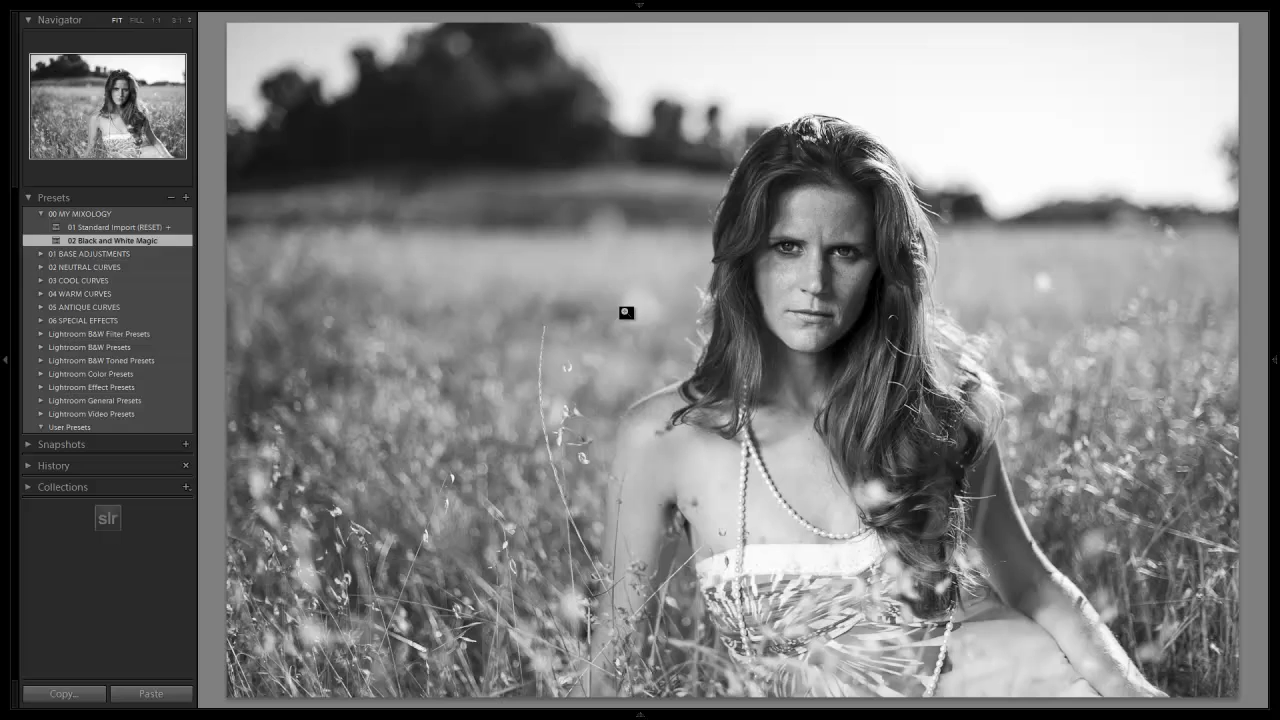 Navigator FIT FILL 1:1 3:1
Presets
00 MY MIXOLOGY
01 Standard Import (RESET) +
02 Black and White Magic
01 BASE ADJUSTMENTS
02 NEUTRAL CURVES
03 COOL CURVES
04 WARM CURVES
05 ANTIQUE CURVES
06 SPECIAL EFFECTS
Lightroom B&W Filter Presets
Lightroom B&W Presets
Lightroom B&W Toned Presets
Lightroom Color Presets
Lightroom Effect Presets
Lightroom General Presets
Lightroom Video Presets
User Presets
Snapshots
History
Collections
slr
Copy... Paste